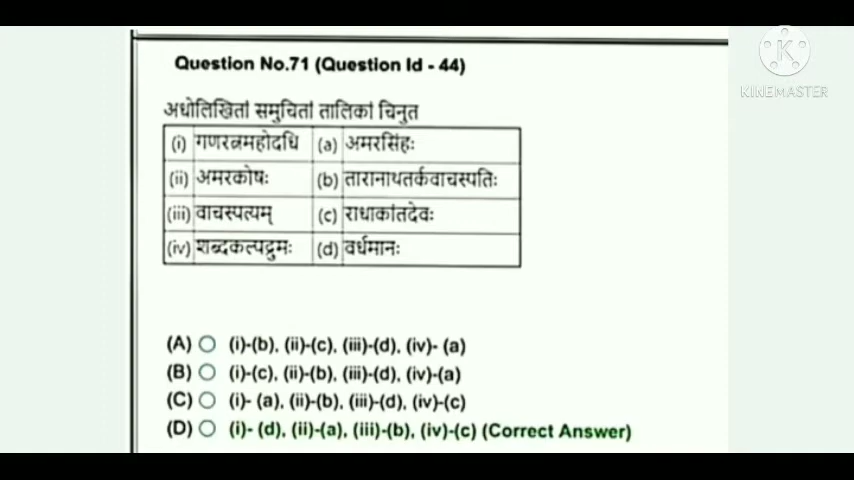 K
KINEMASTER
Question No.71 (Question Id - 44)
अधोलिखितां समुचितां तालिकां चिनुत
(i) गणरत्नमहोदधि (a) अमरसिंहः
(ii) अमरकोषः (b) तारानाथतर्कवाचस्पतिः
(iii) वाचस्पत्यम् (c) राधाकांतदेवः
(iv) शब्दकल्पद्रुमः (d) वर्धमानः
(A) (i)-(b), (ii)-(c), (iii)-(d), (iv)- (a)
(B) (i)-(c), (ii)-(b), (iii)-(d), (iv)-(a)
(C) (i)- (a), (ii)-(b), (iii)-(d), (iv)-(c)
(D) (i)- (d), (ii)-(a), (iii)-(b), (iv)-(c) (Correct Answer)